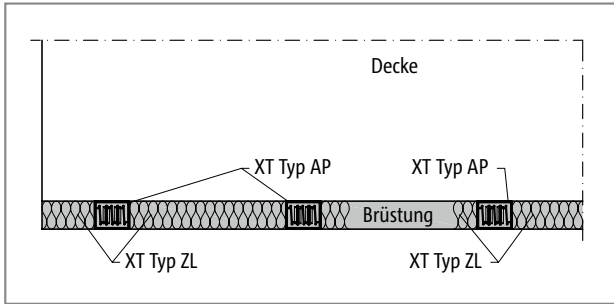 Decke
XT Typ AP XT Typ AP
Brüstung
XT Typ ZL XT Typ ZL